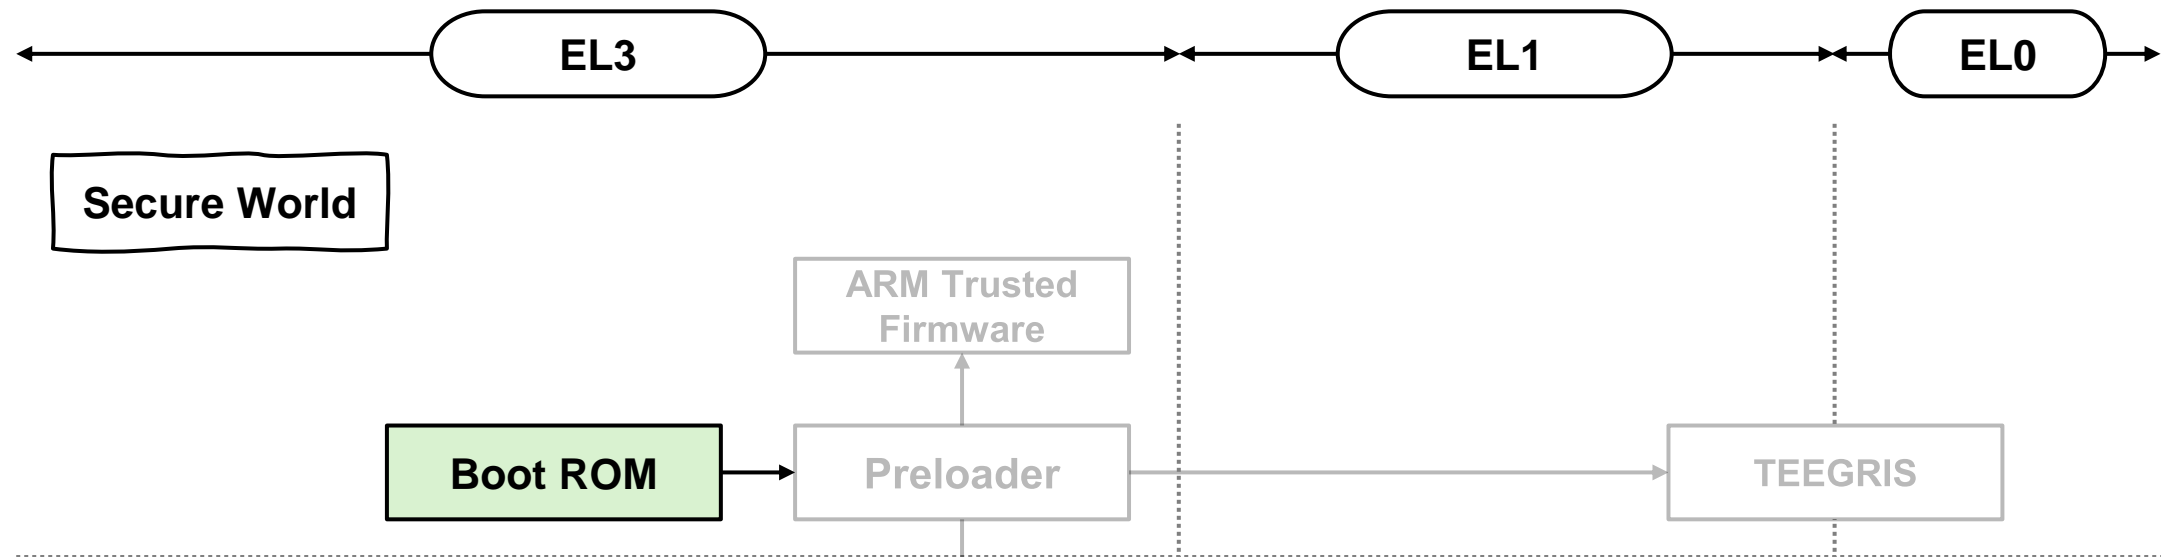 EL3
EL1
EL0
Secure World
ARM Trusted
Firmware
Boot ROM
Preloader
TEEGRIS